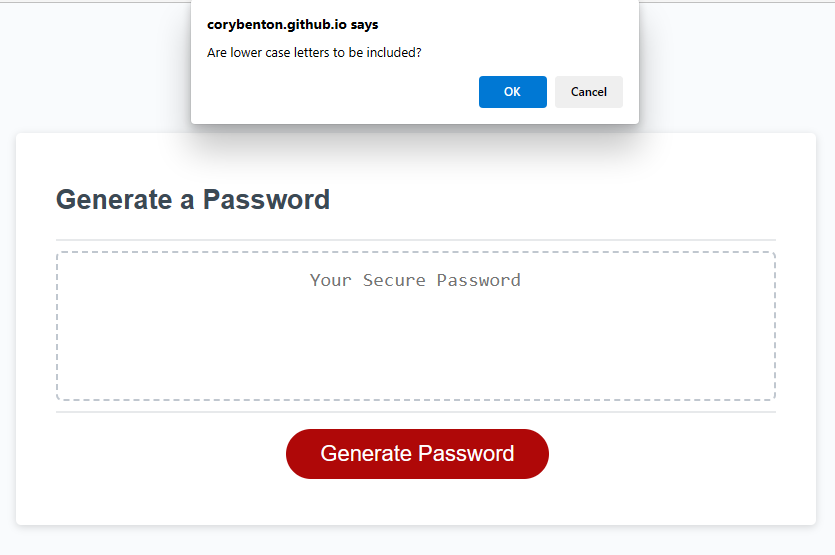 corybenton.github.io says
Are lower case letters to be included?
OK Cancel
Generate a Password
Your Secure Password
Generate Password